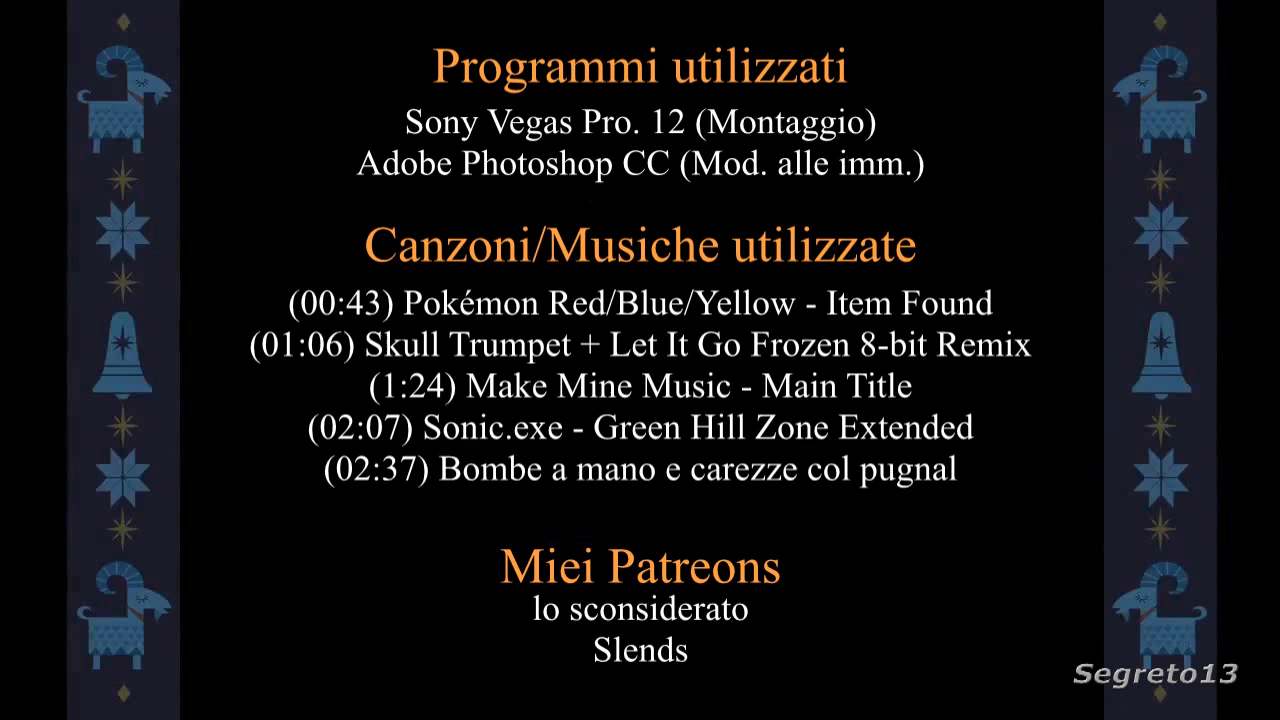 Programmi utilizzati
Sony Vegas Pro. 12 (Montaggio)
Adobe Photoshop CC (Mod. alle imm.)
Canzoni/Musiche utilizzate
(00:43) Pokémon Red/Blue/Yellow - Item Found
(01:06) Skull Trumpet + Let It Go Frozen 8-bit Remix
(1:24) Make Mine Music - Main Title
(02:07) Sonic.exe - Green Hill Zone Extended
(02:37) Bombe a mano e carezze col pugnal
Miei Patreons
lo sconsiderato
Slends
Segreto13